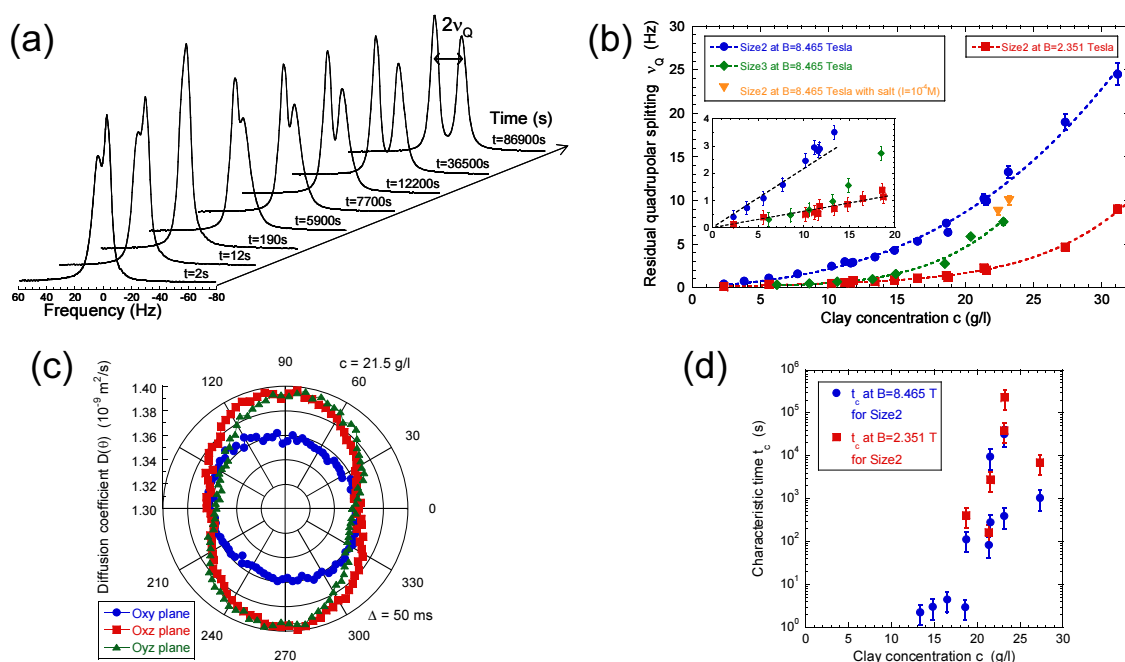 (a)
2νQ
Time (s)
t=86900s
t=36500s
t=12200s
t=7700s
t=5900s
t=190s
t=12s
t=2s
60 40 20 0 -20 -40 -60 -80
Frequency (Hz)
(b)
Residual quadrupolar splitting νQ (Hz)
30
25
20
15
10
5
0
Size2 at B=8.465 Tesla
Size3 at B=8.465 Tesla
Size2 at B=8.465 Tesla with salt (I=10⁻⁴M)
Size2 at B=2.351 Tesla
4
3
2
1
0
0 5 10 15 20
0 5 10 15 20 25 30
Clay concentration c (g/l)
(c)
Diffusion coefficient D(θ) (10⁻⁹ m²/s)
1.40
1.38
1.36
1.34
1.33
1.31
1.30
90
c = 21.5 g/l
120
60
30
0
210
330
240
300
270
Δ = 50 ms
Oxy plane
Oxz plane
Oyz plane
(d)
Characteristic time t_c (s)
10⁶
10⁵
10⁴
10³
10²
10¹
10⁰
t_c at B=8.465 T
for Size2
t_c at B=2.351 T
for Size2
0 5 10 15 20 25 30
Clay concentration c (g/l)